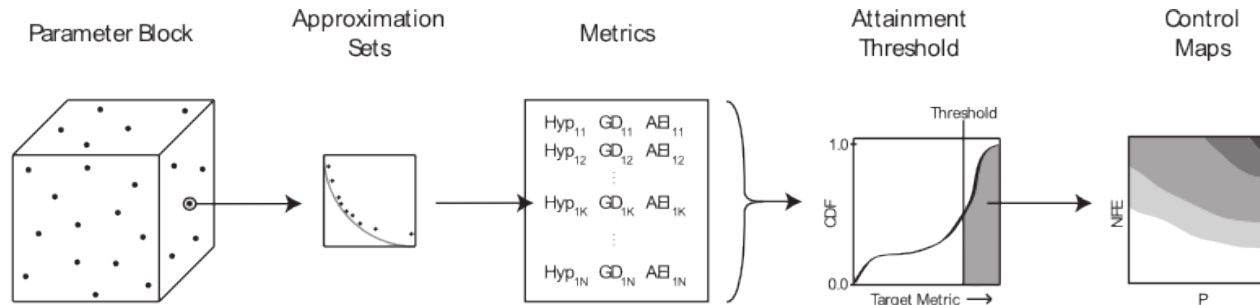 Parameter Block
Approximation
Sets
Metrics
Attainment
Threshold
Control
Maps
Hyp11 GD11 AEI11
Hyp12 GD12 AEI12
⋮
Hyp1K GD1K AEI1K
⋮
Hyp1N GD1N AEI1N
Threshold
1.0
CDF
0.0
Target Metric →
NFE
P